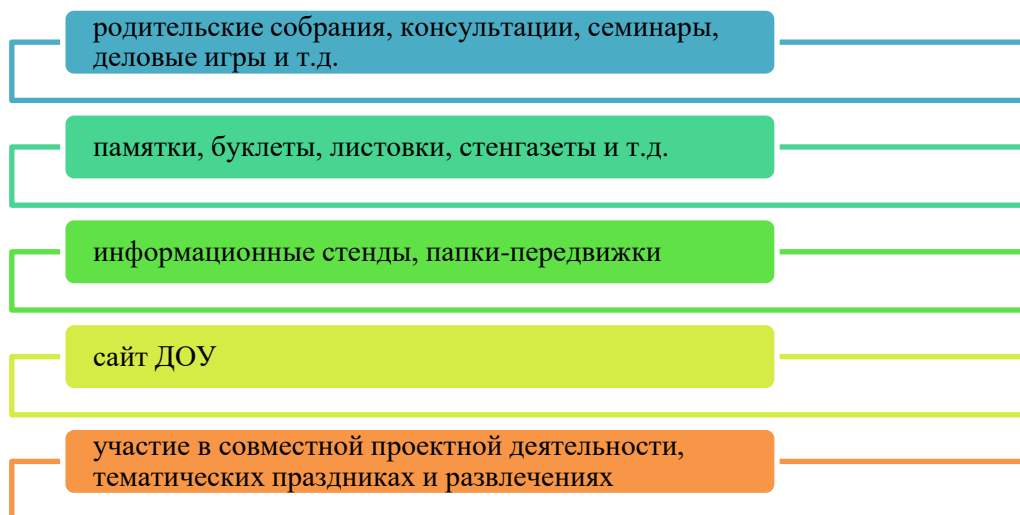 родительские собрания, консультации, семинары,
деловые игры и т.д.
памятки, буклеты, листовки, стенгазеты и т.д.
информационные стенды, папки-передвижки
сайт ДОУ
участие в совместной проектной деятельности,
тематических праздниках и развлечениях